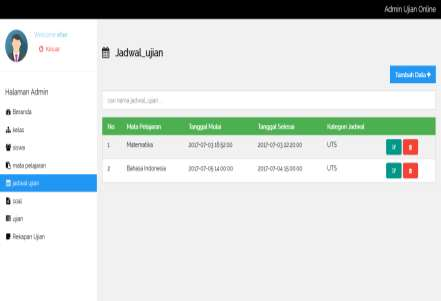 Admin Ujian Online
Welcome
Keluar
Jadwal_ujian
Tambah Data
Halaman Admin
cari nama jadwal_ujian
Beranda
kelas
siswa
mata pelajaran
jadwal ujian
soal
ujian
Rekapan Ujian
No Mata Pelajaran Tanggal Mulai Tanggal Selesai Kategori Jadwal
1 Matematika 2017-07-03 16:52:00 2017-07-03 22:20:00 UTS
2 Bahasa Indonesia 2017-07-05 14:00:00 2017-07-04 15:00:00 UTS